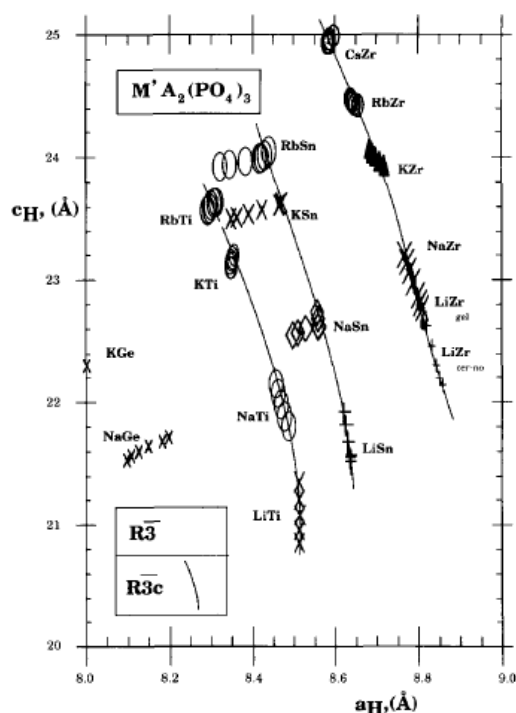 25
CsZr
M'A₂(PO₄)₃
RbZr
RbSn
24
KZr
c_H, (Å)
RbTi
KSn
NaZr
23
KTi
LiZr
gel
NaSn
LiZr
cer-no
KGe
22
NaTi
NaGe
LiSn
LiTi
R3̅
21
R3̅c
20
8.0 8.2 8.4 8.6 8.8 9.0
a_H,(Å)